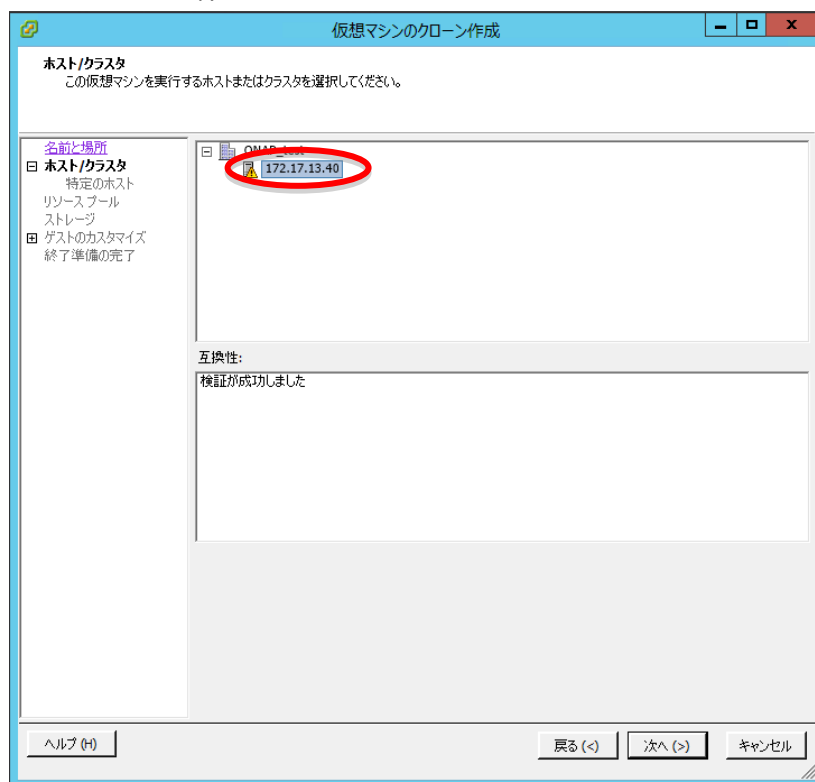 仮想マシンのクローン作成
ホスト/クラスタ
この仮想マシンを実行するホストまたはクラスタを選択してください。
名前と場所
ホスト/クラスタ
特定のホスト
リソース プール
ストレージ
ゲストのカスタマイズ
終了準備の完了
172.17.13.40
互換性:
検証が成功しました
ヘルプ (H)
戻る (<)
次へ (>)
キャンセル